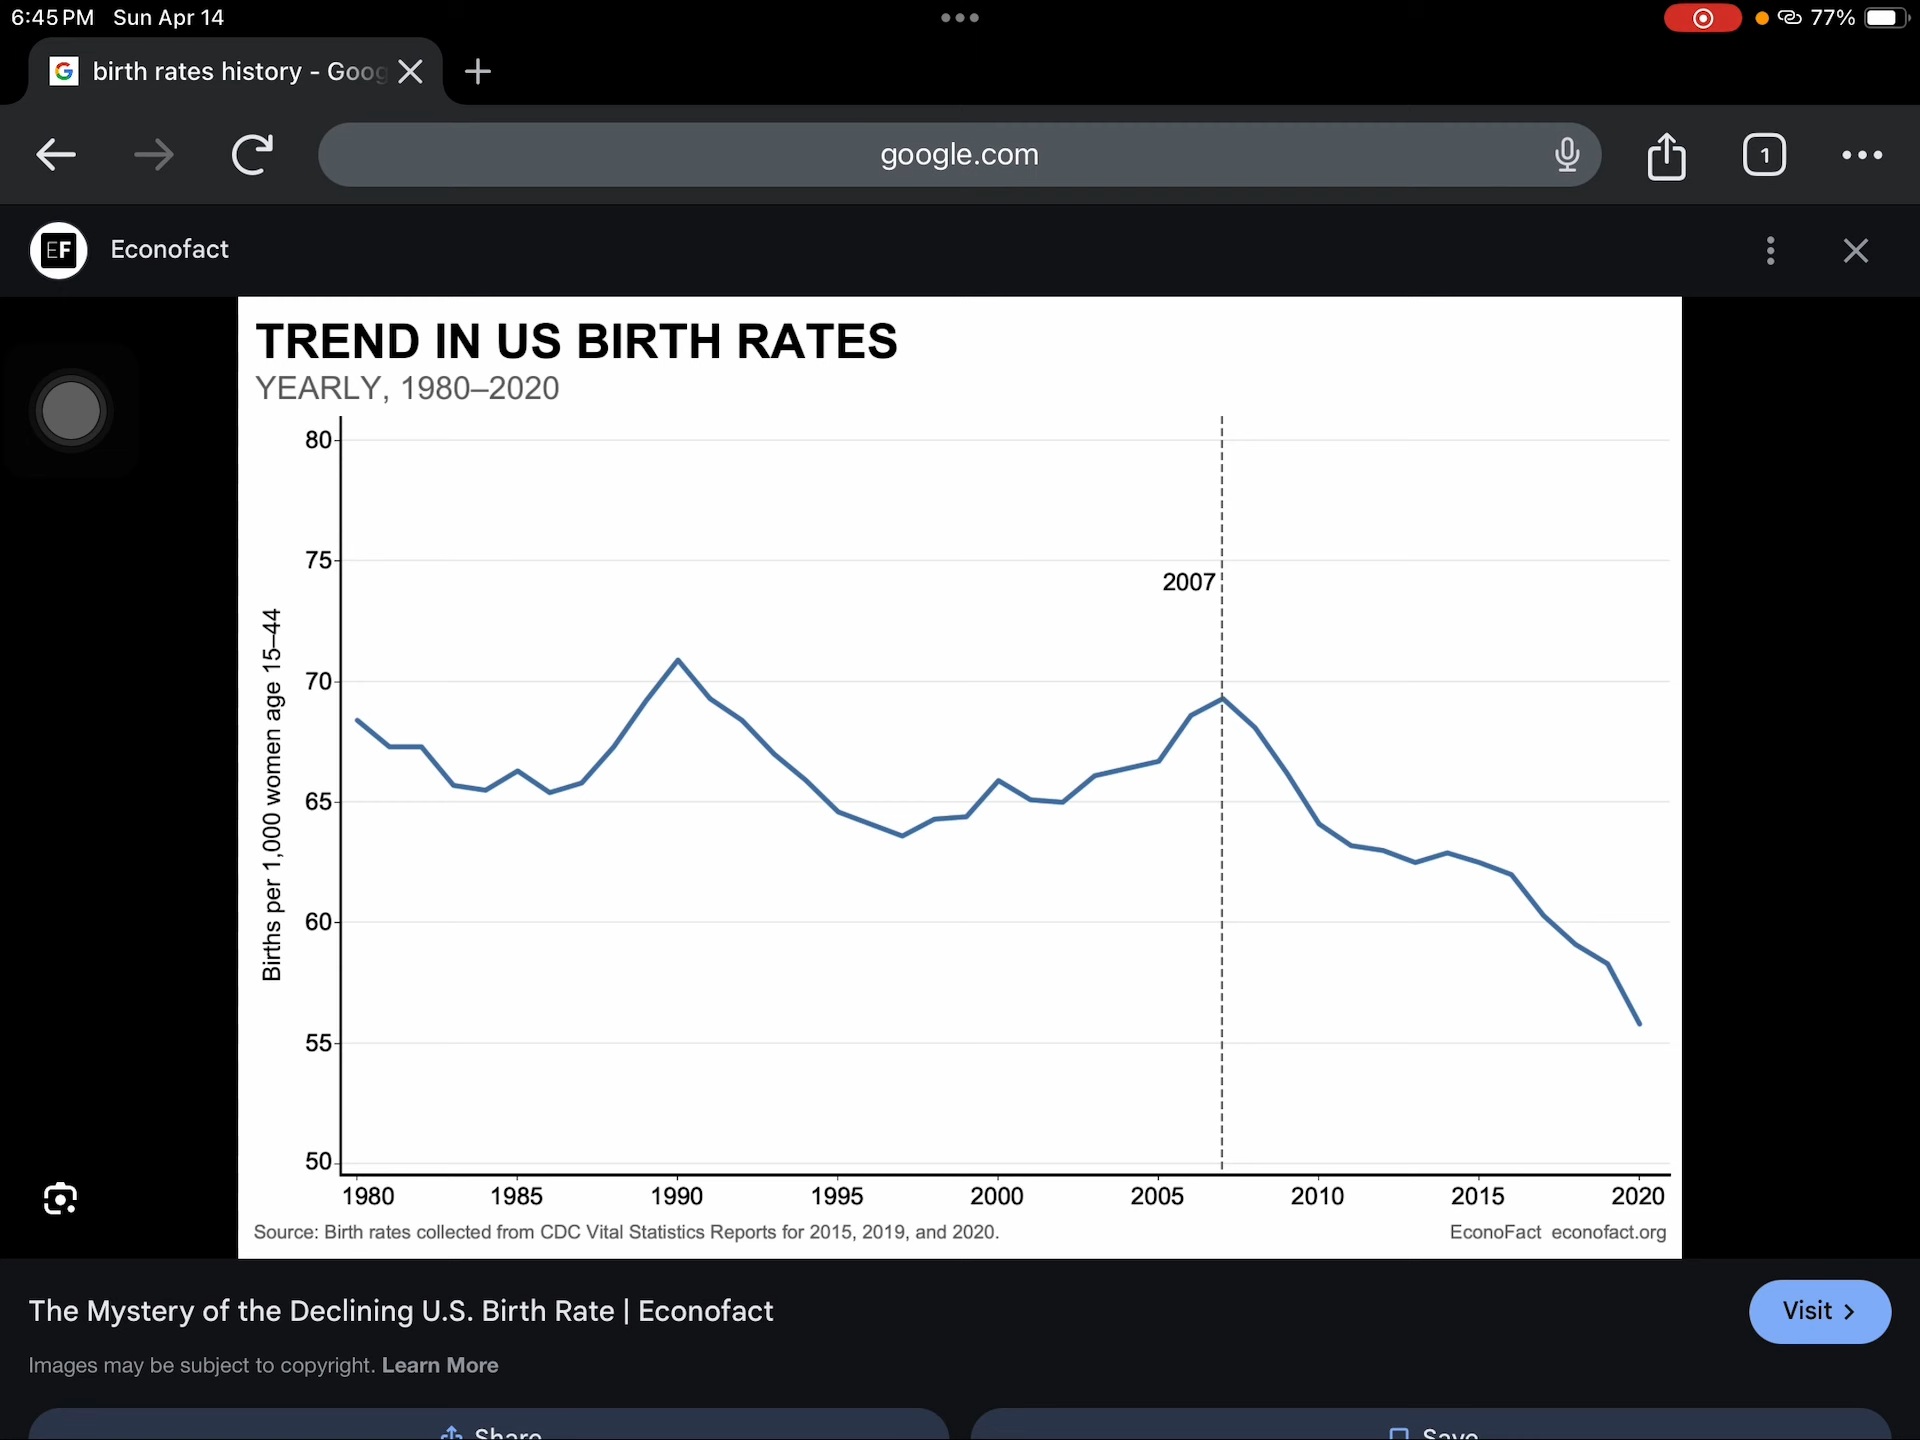 6:45 PM Sun Apr 14
77%
birth rates history - Goog
google.com
1
EF Econofact
TREND IN US BIRTH RATES
YEARLY, 1980–2020
80
75
2007
70
65
60
55
50
Births per 1,000 women age 15–44
1980 1985 1990 1995 2000 2005 2010 2015 2020
Source: Birth rates collected from CDC Vital Statistics Reports for 2015, 2019, and 2020.
EconoFact econofact.org
The Mystery of the Declining U.S. Birth Rate | Econofact
Visit >
Images may be subject to copyright. Learn More
Share
Save